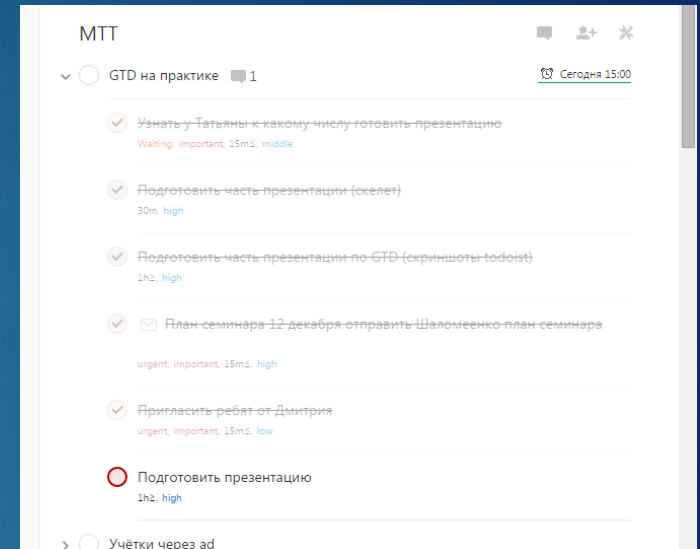 МТТ
GTD на практике 1 Сегодня 15:00
Узнать у Татьяны к какому числу готовить презентацию
Waiting, important, 15m≤, middle
Подготовить часть презентации (скелет)
30m, high
Подготовить часть презентации по GTD (скриншоты todoist)
1h≥, high
План семинара 12 декабря отправить Шаломеенко план семинара
urgent, important, 15m≤, high
Пригласить ребят от Дмитрия
urgent, important, 15m≤, low
Подготовить презентацию
1h≥, high
Учётки через ad